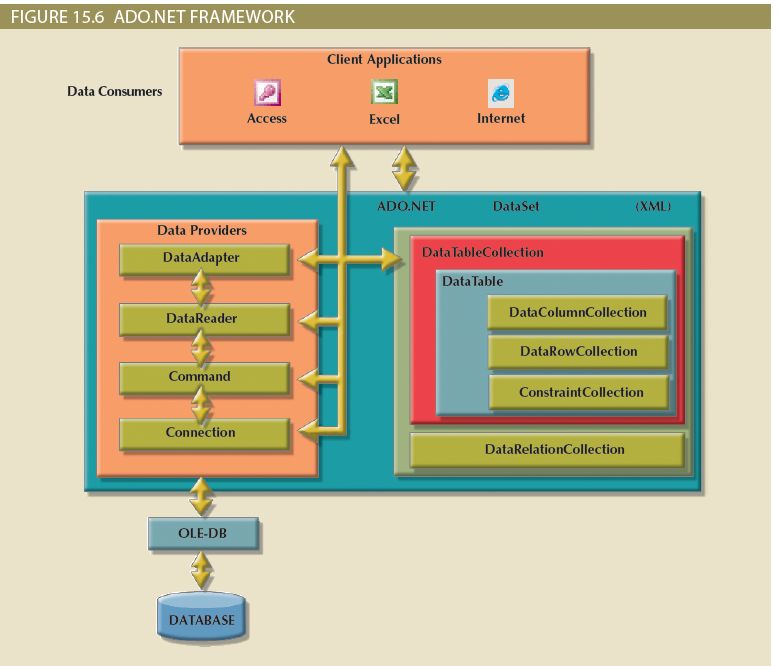 FIGURE 15.6 ADO.NET FRAMEWORK
Client Applications
Data Consumers
Access
Excel
Internet
ADO.NET
DataSet
(XML)
Data Providers
DataAdapter
DataReader
Command
Connection
DataTableCollection
DataTable
DataColumnCollection
DataRowCollection
ConstraintCollection
DataRelationCollection
OLE-DB
DATABASE